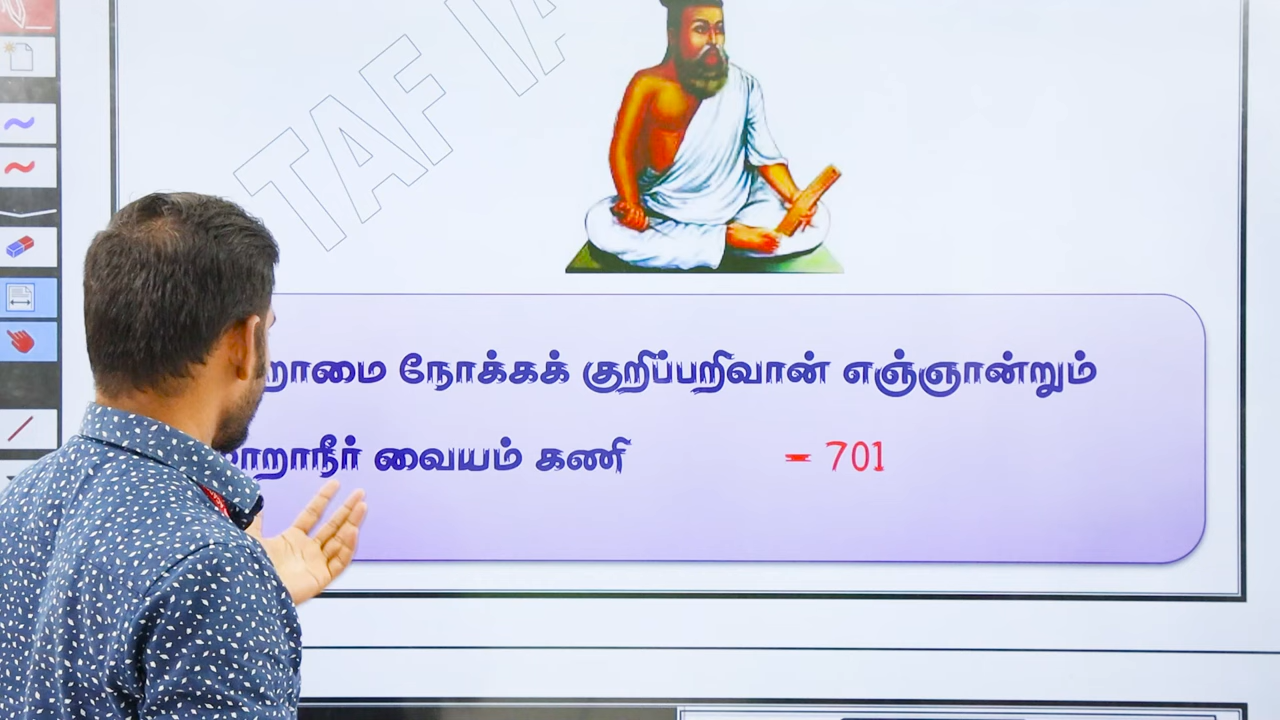 TAF IA
நோக்கக் குறிப்பறிவான் எஞ்ஞான்றும்
வையம் கணி = 701